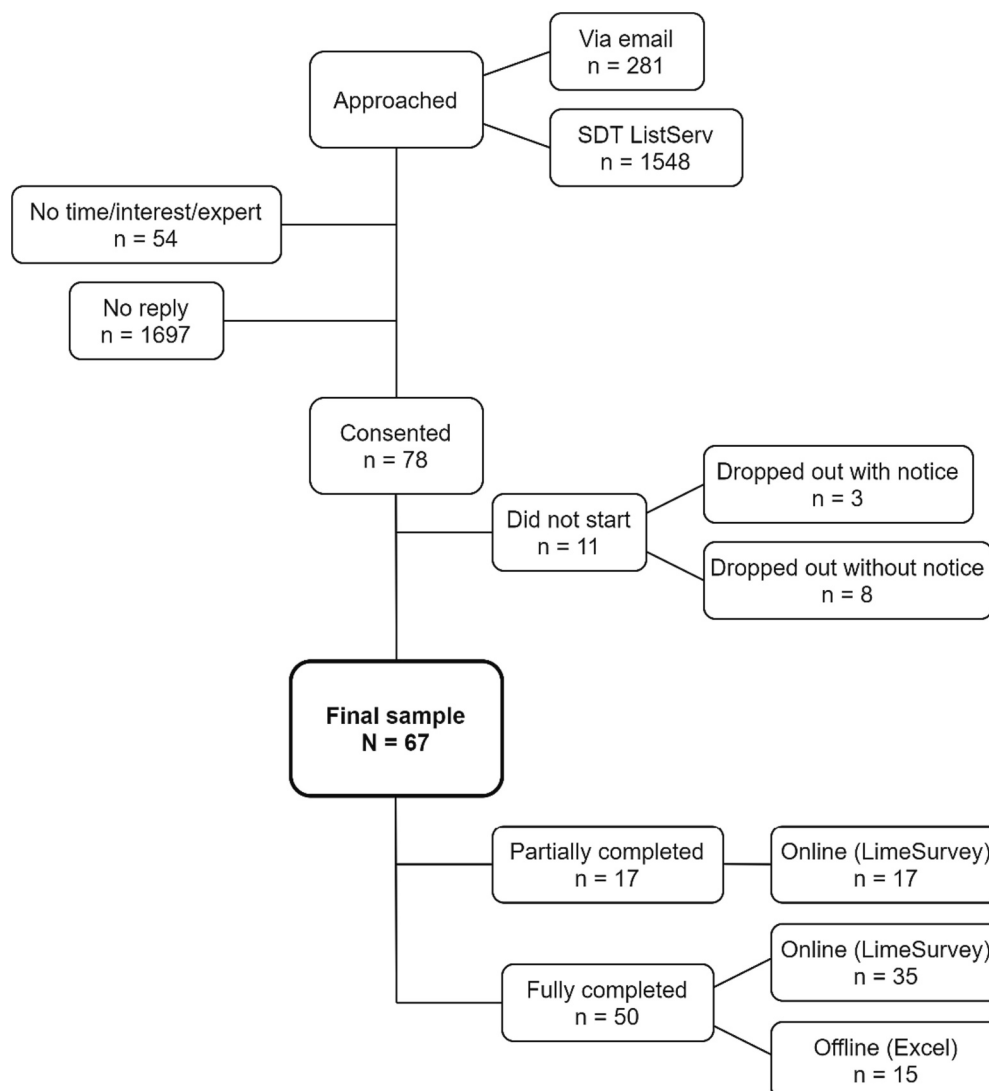 Via email
n = 281
Approached
SDT ListServ
n = 1548
No time/interest/expert
n = 54
No reply
n = 1697
Consented
n = 78
Dropped out with notice
n = 3
Did not start
n = 11
Dropped out without notice
n = 8
Final sample
N = 67
Partially completed
n = 17
Online (LimeSurvey)
n = 17
Online (LimeSurvey)
n = 35
Fully completed
n = 50
Offline (Excel)
n = 15